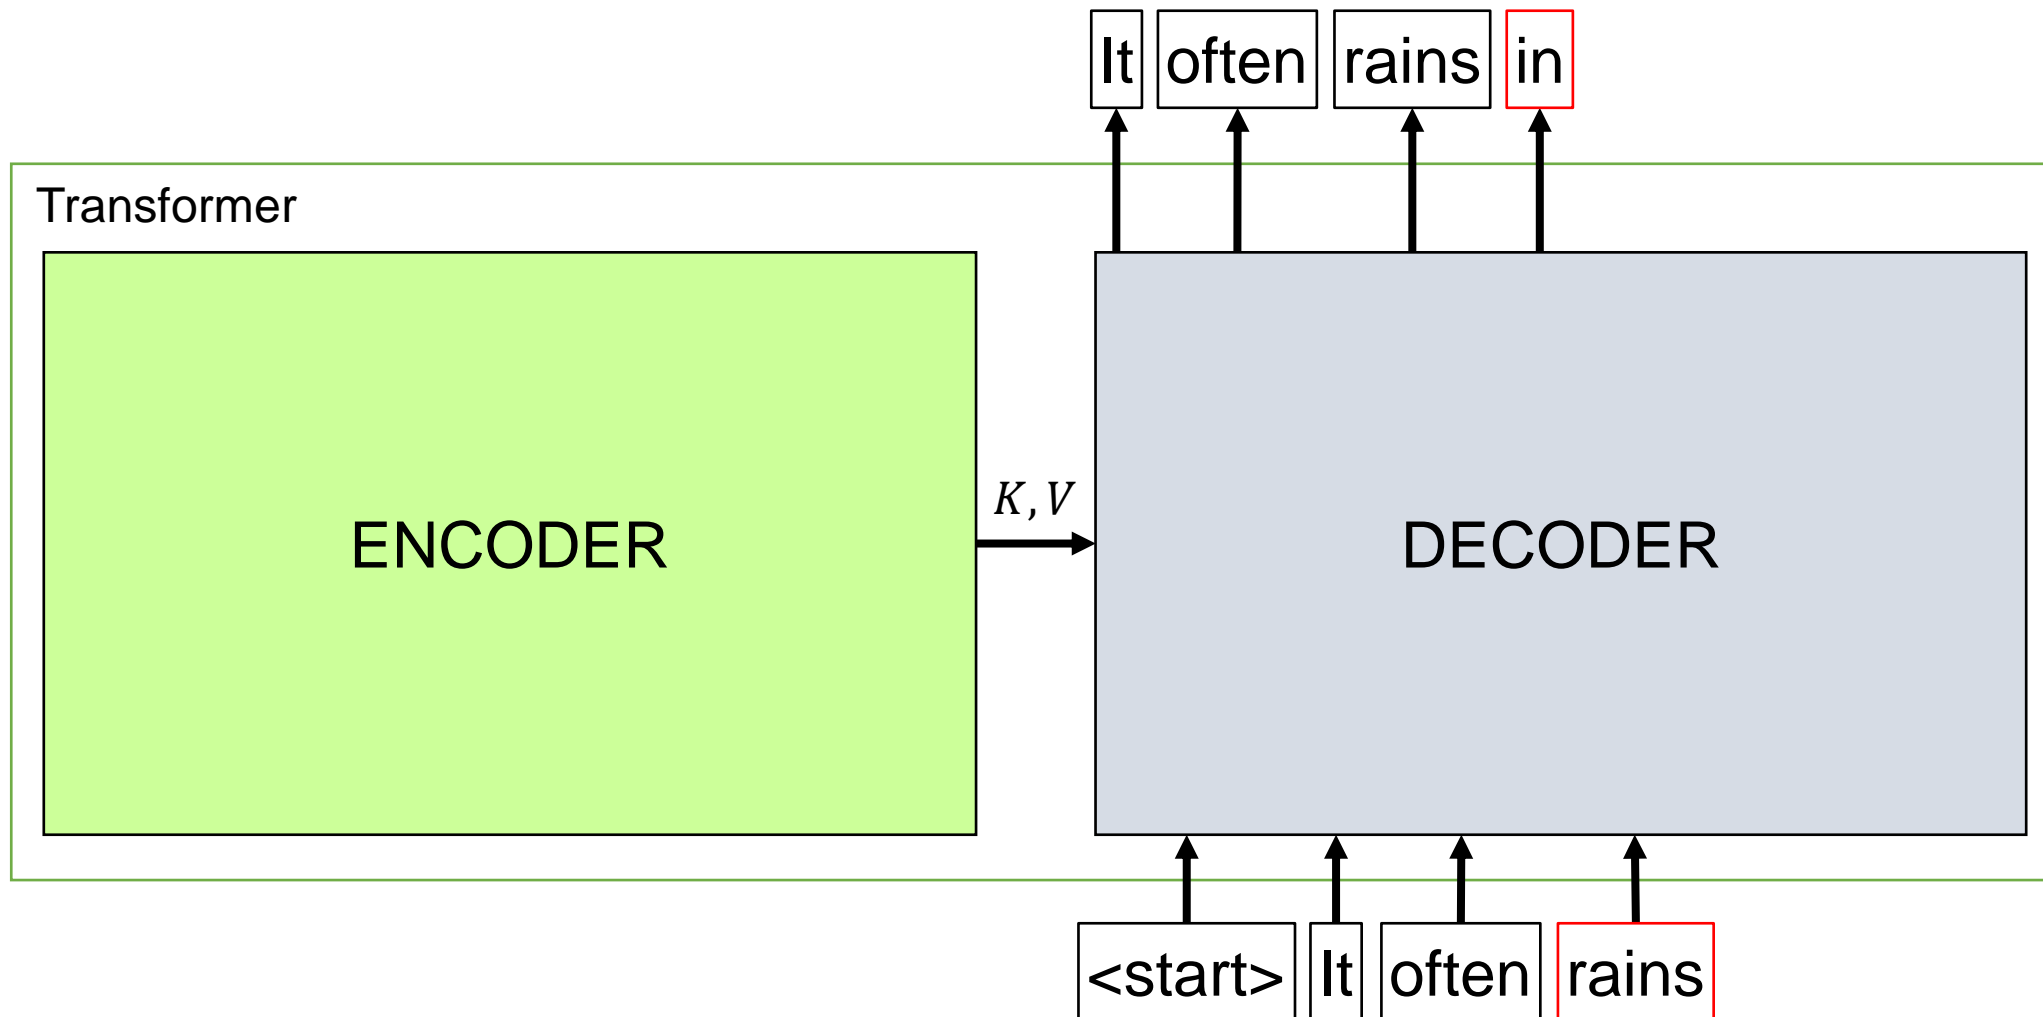 It often rains in
Transformer
K, V
ENCODER
DECODER
<start> It often rains